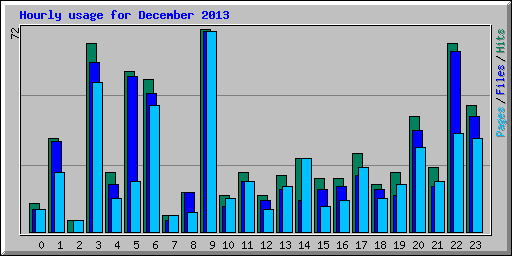 Hourly usage for December 2013
72
Pages / Files / Hits
0 1 2 3 4 5 6 7 8 9 10 11 12 13 14 15 16 17 18 19 20 21 22 23